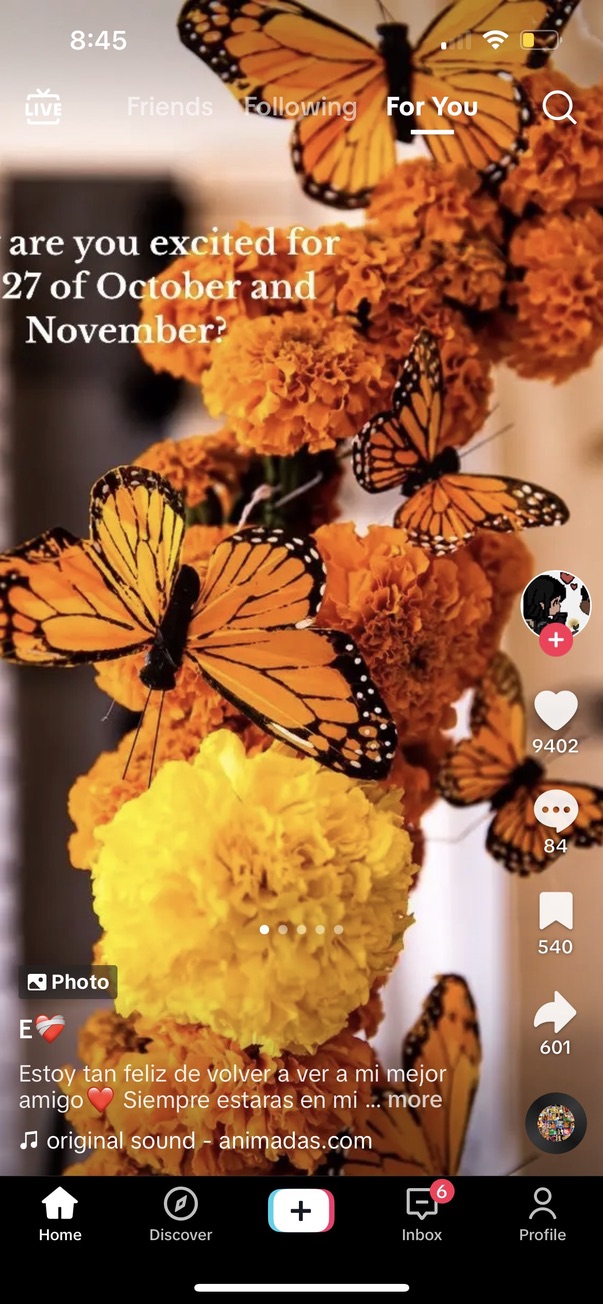 8:45
LIVE
Friends
Following
For You
are you excited for
27 of October and
November?
9402
84
540
601
Photo
E❤️‍🩹
Estoy tan feliz de volver a ver a mi mejor
amigo❤️ Siempre estaras en mi ... more
original sound - animadas.com
6
Home
Discover
Inbox
Profile